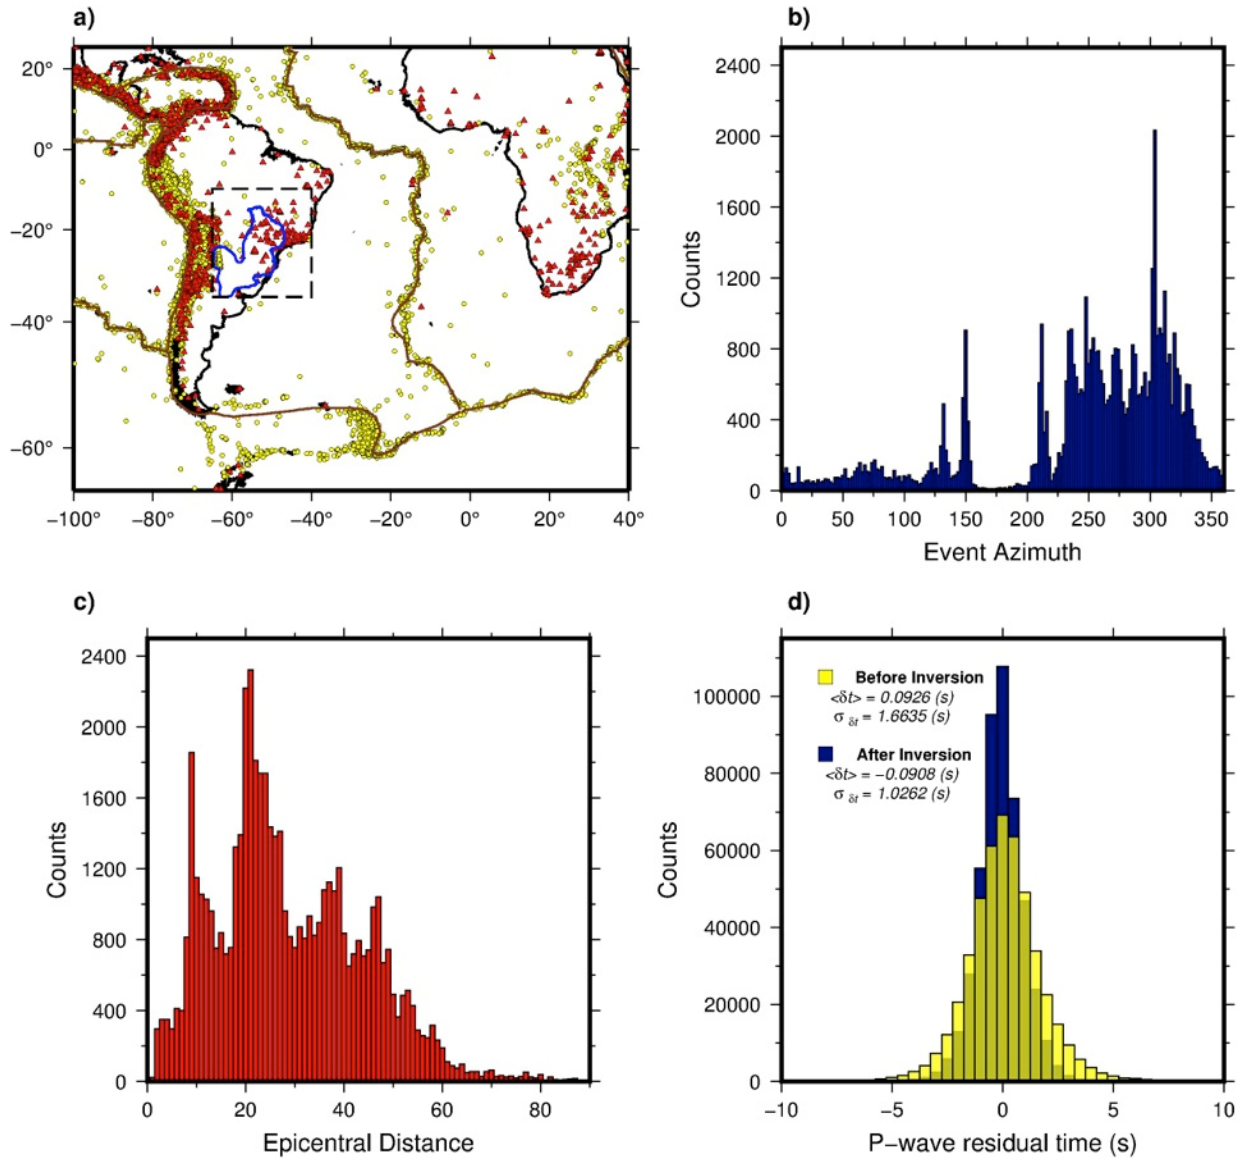 a)
20°
0°
−20°
−40°
−60°
−100° −80° −60° −40° −20° 0° 20° 40°
b)
Counts
2400
2000
1600
1200
800
400
0
0 50 100 150 200 250 300 350
Event Azimuth
c)
Counts
2400
2000
1600
1200
800
400
0
0 20 40 60 80
Epicentral Distance
d)
Counts
100000
80000
60000
40000
20000
0
Before Inversion
<δt> = 0.0926 (s)
σ δt = 1.6635 (s)
After Inversion
<δt> = −0.0908 (s)
σ δt = 1.0262 (s)
−10 −5 0 5 10
P−wave residual time (s)